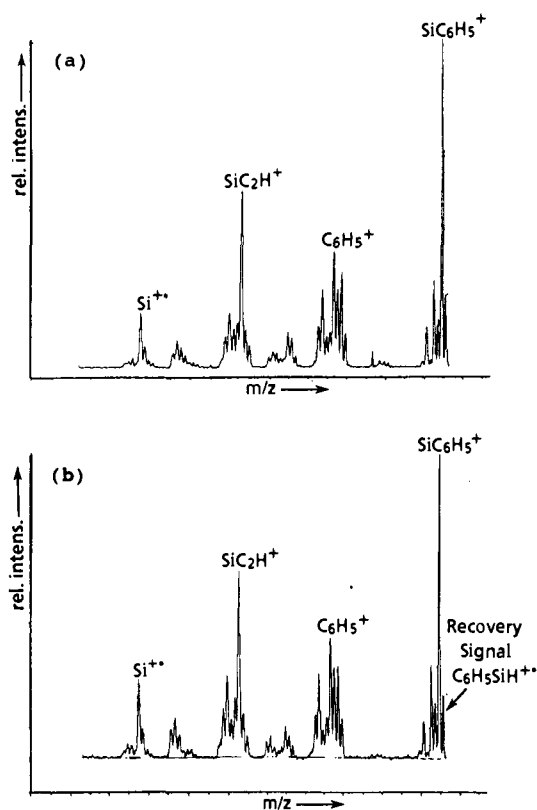 (a)
SiC₆H₅⁺
SiC₂H⁺
C₆H₅⁺
Si⁺•
rel. intens.
m/z
(b)
SiC₆H₅⁺
SiC₂H⁺
C₆H₅⁺
Si⁺•
Recovery
Signal
C₆H₅SiH⁺•
rel. intens.
m/z